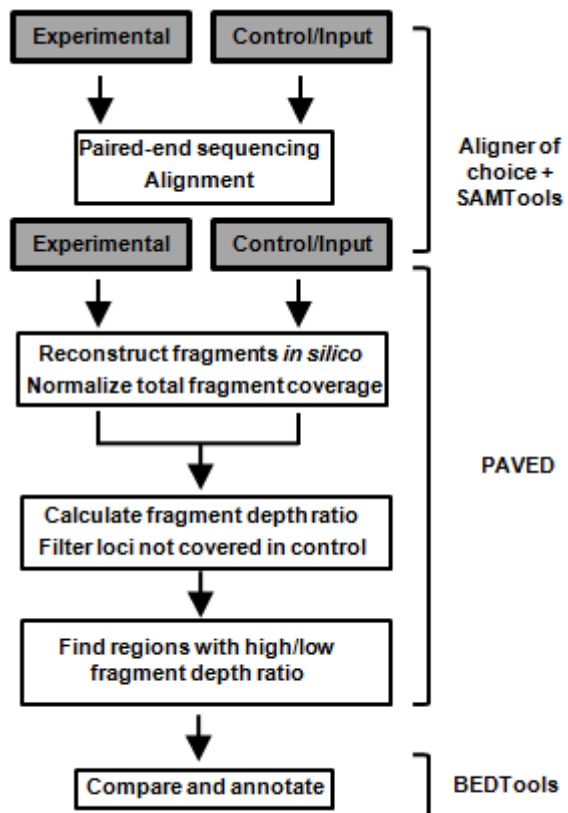 Experimental
Control/Input
Paired-end sequencing
Alignment
Aligner of
choice +
SAMTools
Experimental
Control/Input
Reconstruct fragments in silico
Normalize total fragment coverage
PAVED
Calculate fragment depth ratio
Filter loci not covered in control
Find regions with high/low
fragment depth ratio
Compare and annotate
BEDTools